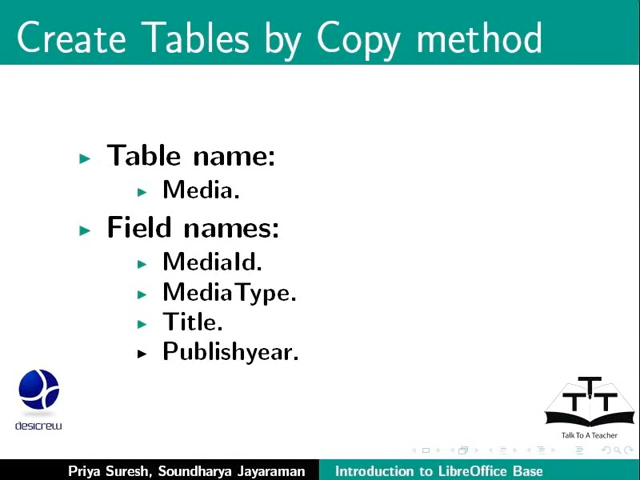 Create Tables by Copy method
Table name:
Media.
Field names:
MediaId.
MediaType.
Title.
Publishyear.
desicrew
TTT
Talk To A Teacher
Priya Suresh, Soundharya Jayaraman
Introduction to LibreOffice Base